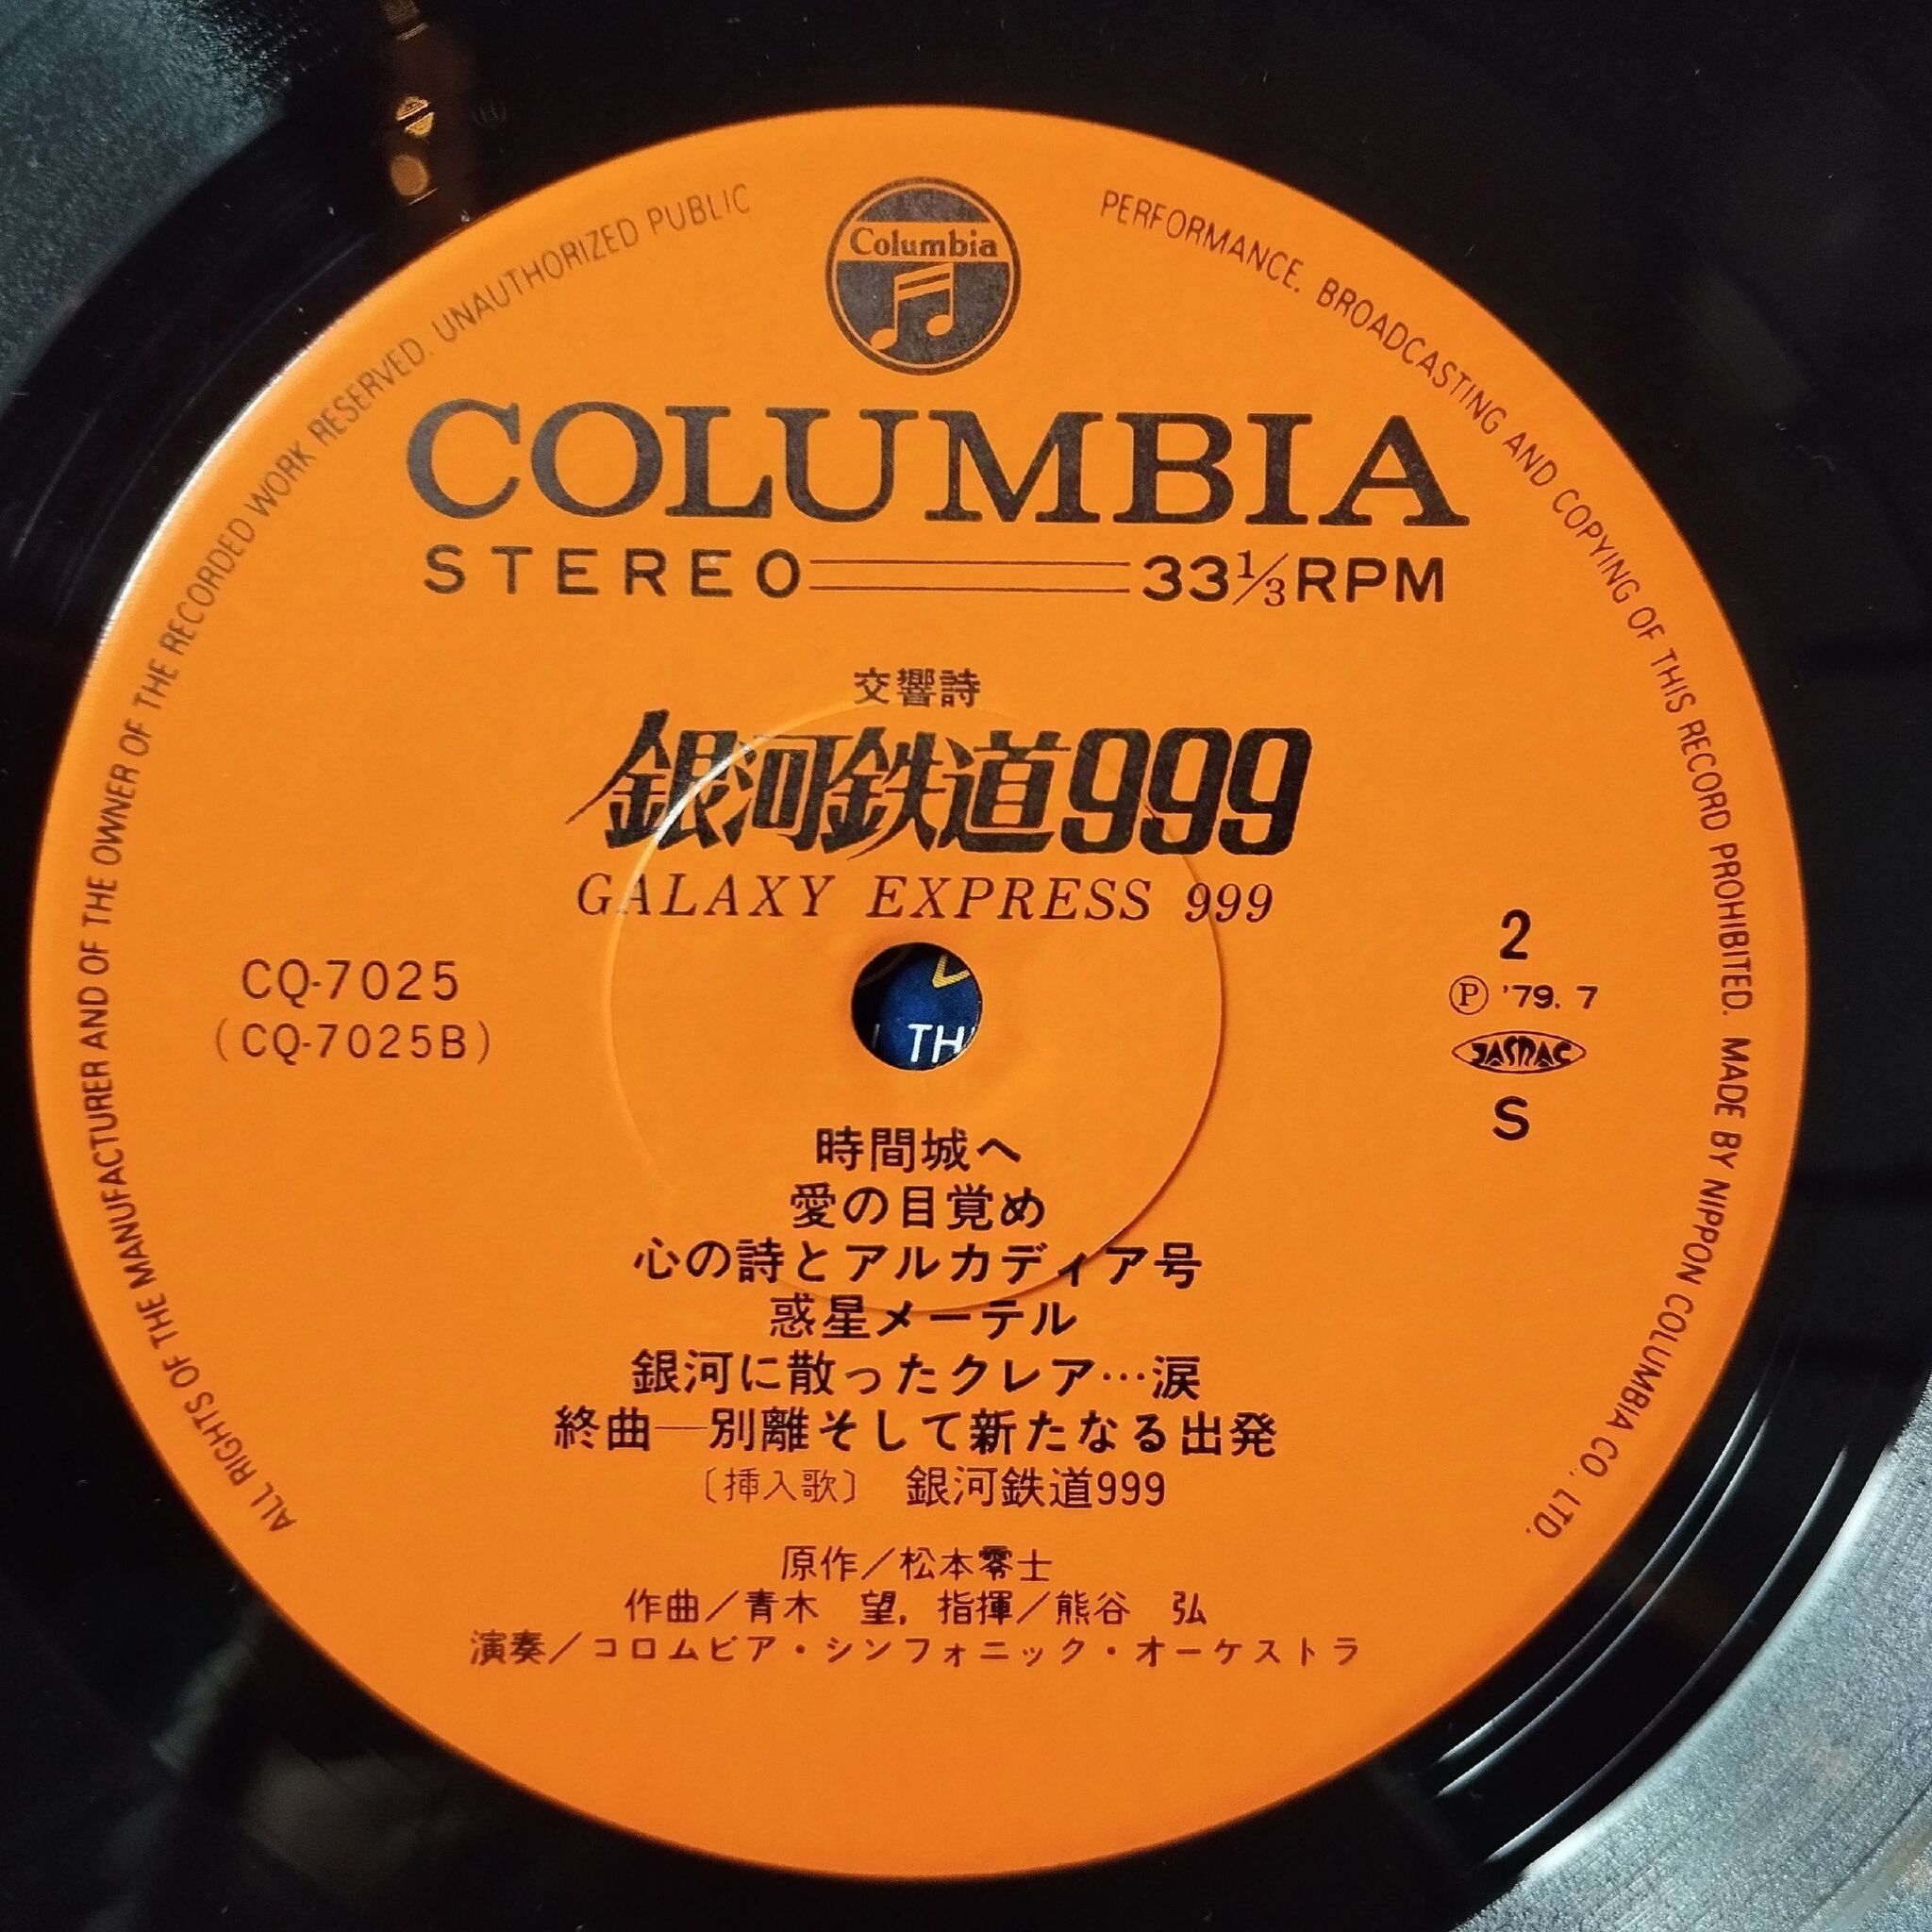 ALL RIGHTS OF THE MANUFACTURER AND OF THE OWNER OF THE RECORDED WORK RESERVED. UNAUTHORIZED PUBLIC PERFORMANCE. BROADCASTING AND COPYING OF THIS RECORD PROHIBITED. MADE BY NIPPON COLUMBIA CO., LTD.
Columbia
COLUMBIA
STEREO 33⅓RPM
交響詩
銀河鉄道999
GALAXY EXPRESS 999
CQ-7025
(CQ-7025B)
2
Ⓟ '79. 7
JASRAC
S
TH
時間城へ
愛の目覚め
心の詩とアルカディア号
惑星メーテル
銀河に散ったクレア…涙
終曲―別離そして新たなる出発
〔挿入歌〕 銀河鉄道999
原作／松本零士
作曲／青木 望, 指揮／熊谷 弘
演奏／コロムビア・シンフォニック・オーケストラ